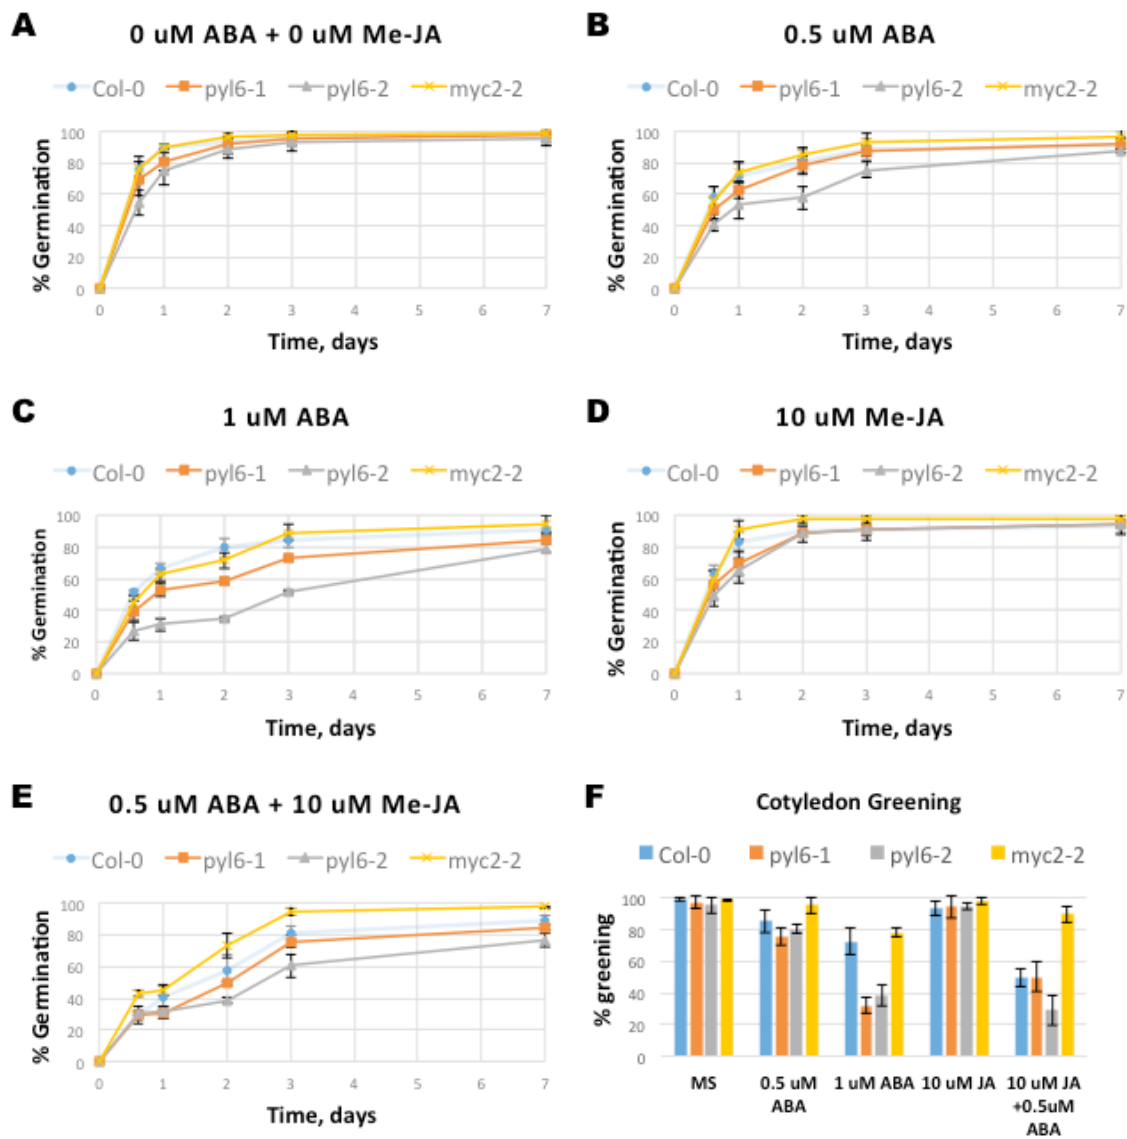 A
0 uM ABA + 0 uM Me-JA
Col-0 pyl6-1 pyl6-2 myc2-2
% Germination
100
80
60
40
20
0
0 1 2 3 4 5 6 7
Time, days
B
0.5 uM ABA
Col-0 pyl6-1 pyl6-2 myc2-2
% Germination
100
80
60
40
20
0
0 1 2 3 4 5 6 7
Time, days
C
1 uM ABA
Col-0 pyl6-1 pyl6-2 myc2-2
% Germination
100
80
60
40
20
0
0 1 2 3 4 5 6 7
Time, days
D
10 uM Me-JA
Col-0 pyl6-1 pyl6-2 myc2-2
% Germination
100
80
60
40
20
0
0 1 2 3 4 5 6 7
Time, days
E
0.5 uM ABA + 10 uM Me-JA
Col-0 pyl6-1 pyl6-2 myc2-2
% Germination
100
80
60
40
20
0
0 1 2 3 4 5 6 7
Time, days
F
Cotyledon Greening
Col-0 pyl6-1 pyl6-2 myc2-2
% greening
100
80
60
40
20
0
MS 0.5 uM 1 uM ABA 10 uM JA 10 uM JA
ABA +0.5uM
ABA